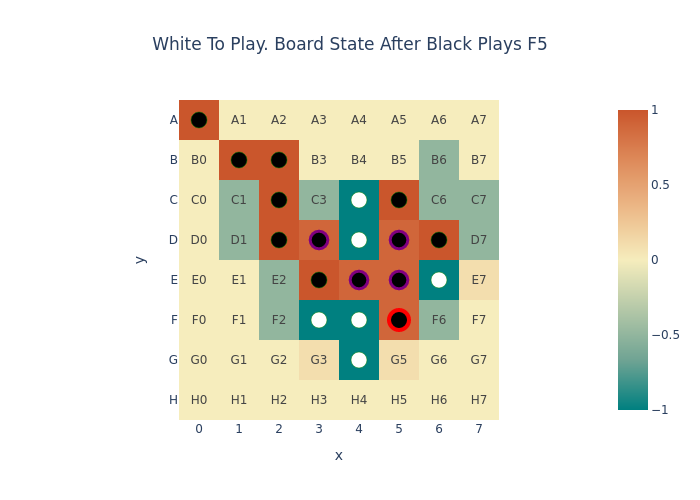 White To Play. Board State After Black Plays F5
A A1 A2 A3 A4 A5 A6 A7
B B0 B3 B4 B5 B6 B7
C C0 C1 C3 C6 C7
D D0 D1 D7
E E0 E1 E2 E7
F F0 F1 F2 F6 F7
G G0 G1 G2 G3 G5 G6 G7
H H0 H1 H2 H3 H4 H5 H6 H7
0 1 2 3 4 5 6 7
x
y
1
0.5
0
−0.5
−1